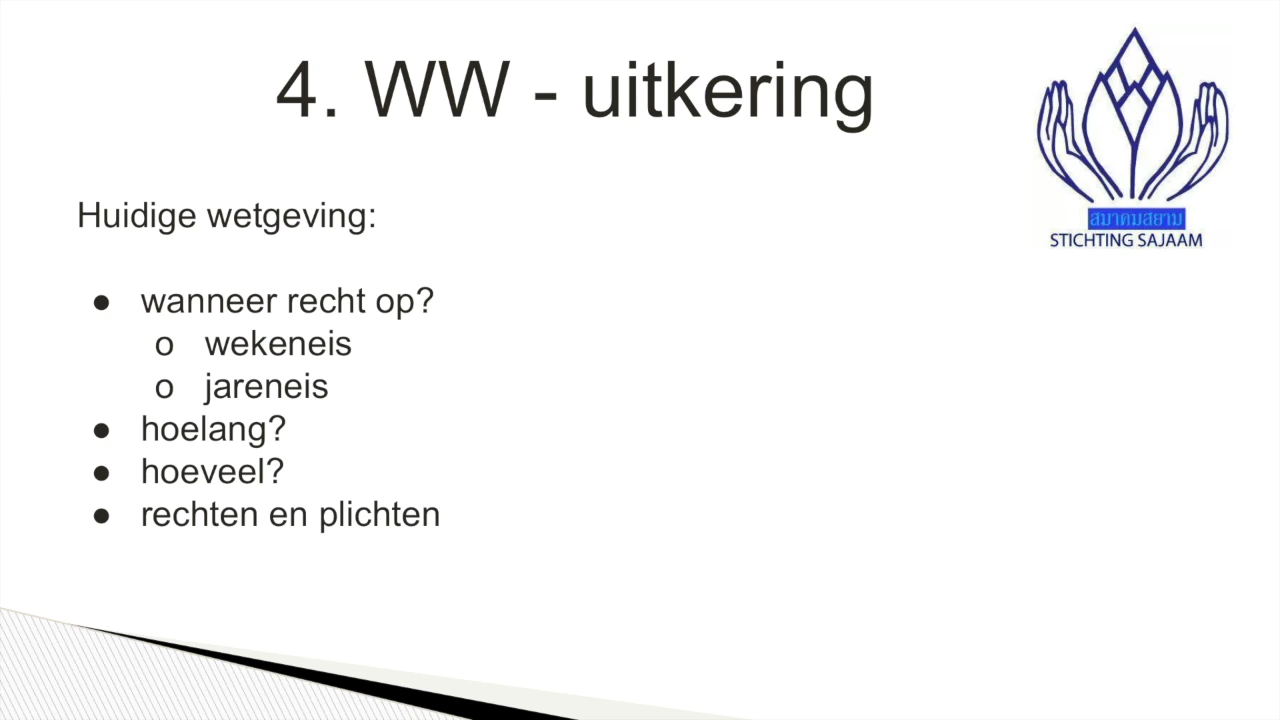 4. WW - uitkering
สมาคมสยาม
STICHTING SAJAAM
Huidige wetgeving:
● wanneer recht op?
o wekeneis
o jareneis
● hoelang?
● hoeveel?
● rechten en plichten